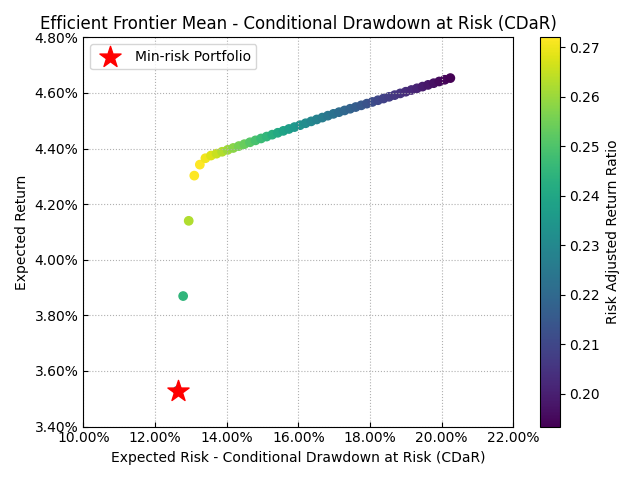 Efficient Frontier Mean - Conditional Drawdown at Risk (CDaR)
Min-risk Portfolio
4.80%
4.60%
4.40%
4.20%
4.00%
3.80%
3.60%
3.40%
Expected Return
10.00% 12.00% 14.00% 16.00% 18.00% 20.00% 22.00%
Expected Risk - Conditional Drawdown at Risk (CDaR)
0.27
0.26
0.25
0.24
0.23
0.22
0.21
0.20
Risk Adjusted Return Ratio